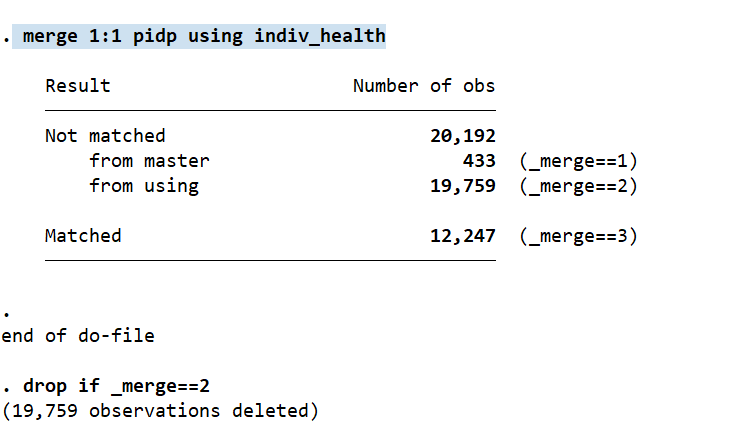 . merge 1:1 pidp using indiv_health
Result Number of obs
Not matched 20,192
from master 433 (_merge==1)
from using 19,759 (_merge==2)
Matched 12,247 (_merge==3)
.
end of do-file
. drop if _merge==2
(19,759 observations deleted)